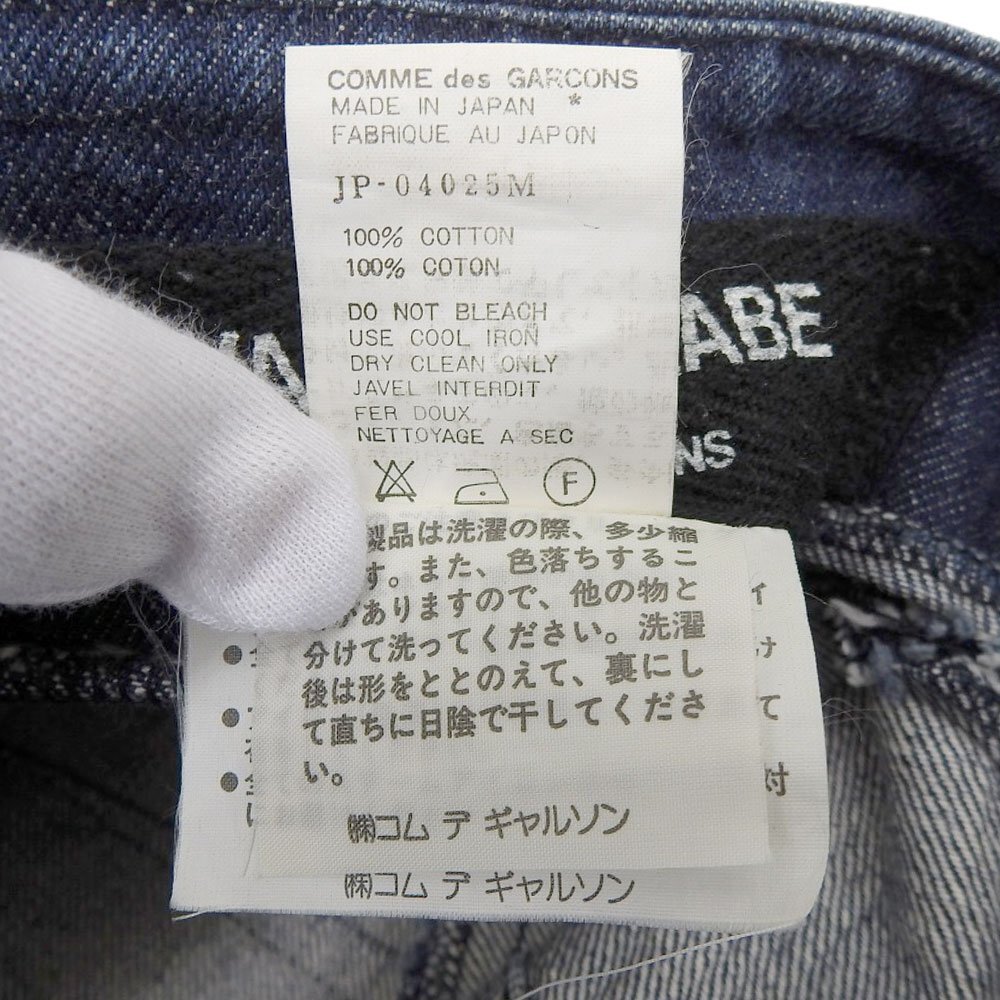 COMME des GARCONS
MADE IN JAPAN *
FABRIQUE AU JAPON
JP-04025M
100% COTTON
100% COTON
DO NOT BLEACH
USE COOL IRON
DRY CLEAN ONLY
JAVEL INTERDIT
FER DOUX
NETTOYAGE A SEC
F
ABE
NS
製品は洗濯の際、多少縮
す。また、色落ちするこ
がありますので、他の物と
分けて洗ってください。洗濯
後は形をととのえて、裏にし
て直ちに日陰で干してくださ
い。
㈱コム デ ギャルソン
け
て
対
㈱コム デ ギャルソン